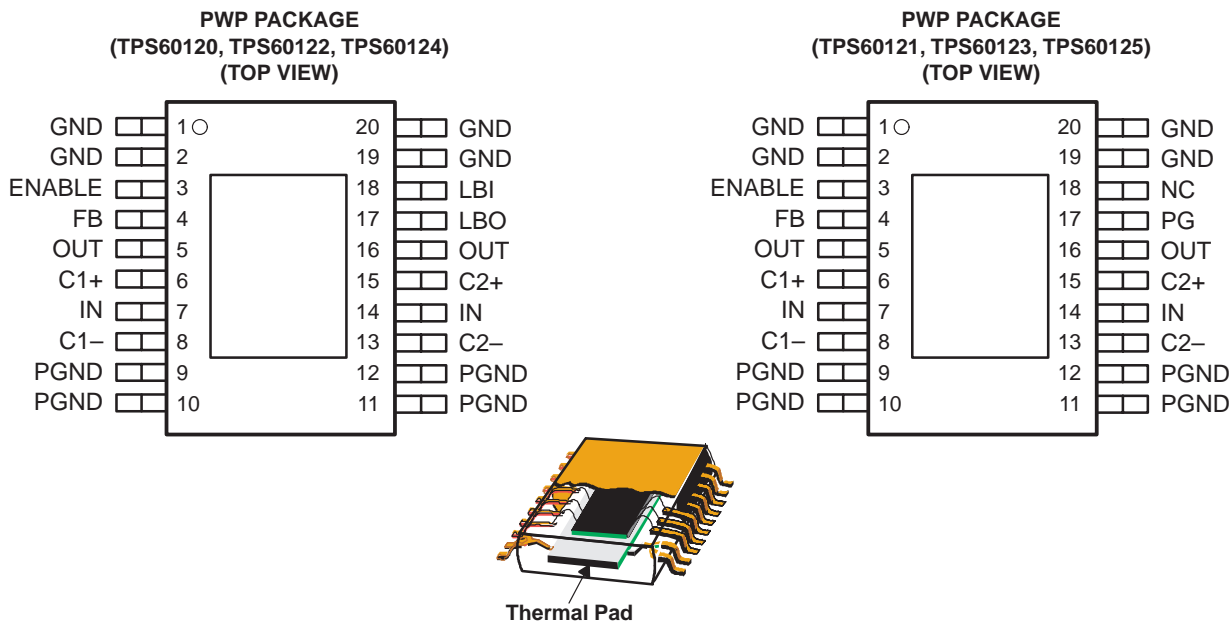 PWP PACKAGE
(TPS60120, TPS60122, TPS60124)
(TOP VIEW)
GND 1 20 GND
GND 2 19 GND
ENABLE 3 18 LBI
FB 4 17 LBO
OUT 5 16 OUT
C1+ 6 15 C2+
IN 7 14 IN
C1– 8 13 C2–
PGND 9 12 PGND
PGND 10 11 PGND
PWP PACKAGE
(TPS60121, TPS60123, TPS60125)
(TOP VIEW)
GND 1 20 GND
GND 2 19 GND
ENABLE 3 18 NC
FB 4 17 PG
OUT 5 16 OUT
C1+ 6 15 C2+
IN 7 14 IN
C1– 8 13 C2–
PGND 9 12 PGND
PGND 10 11 PGND
Thermal Pad